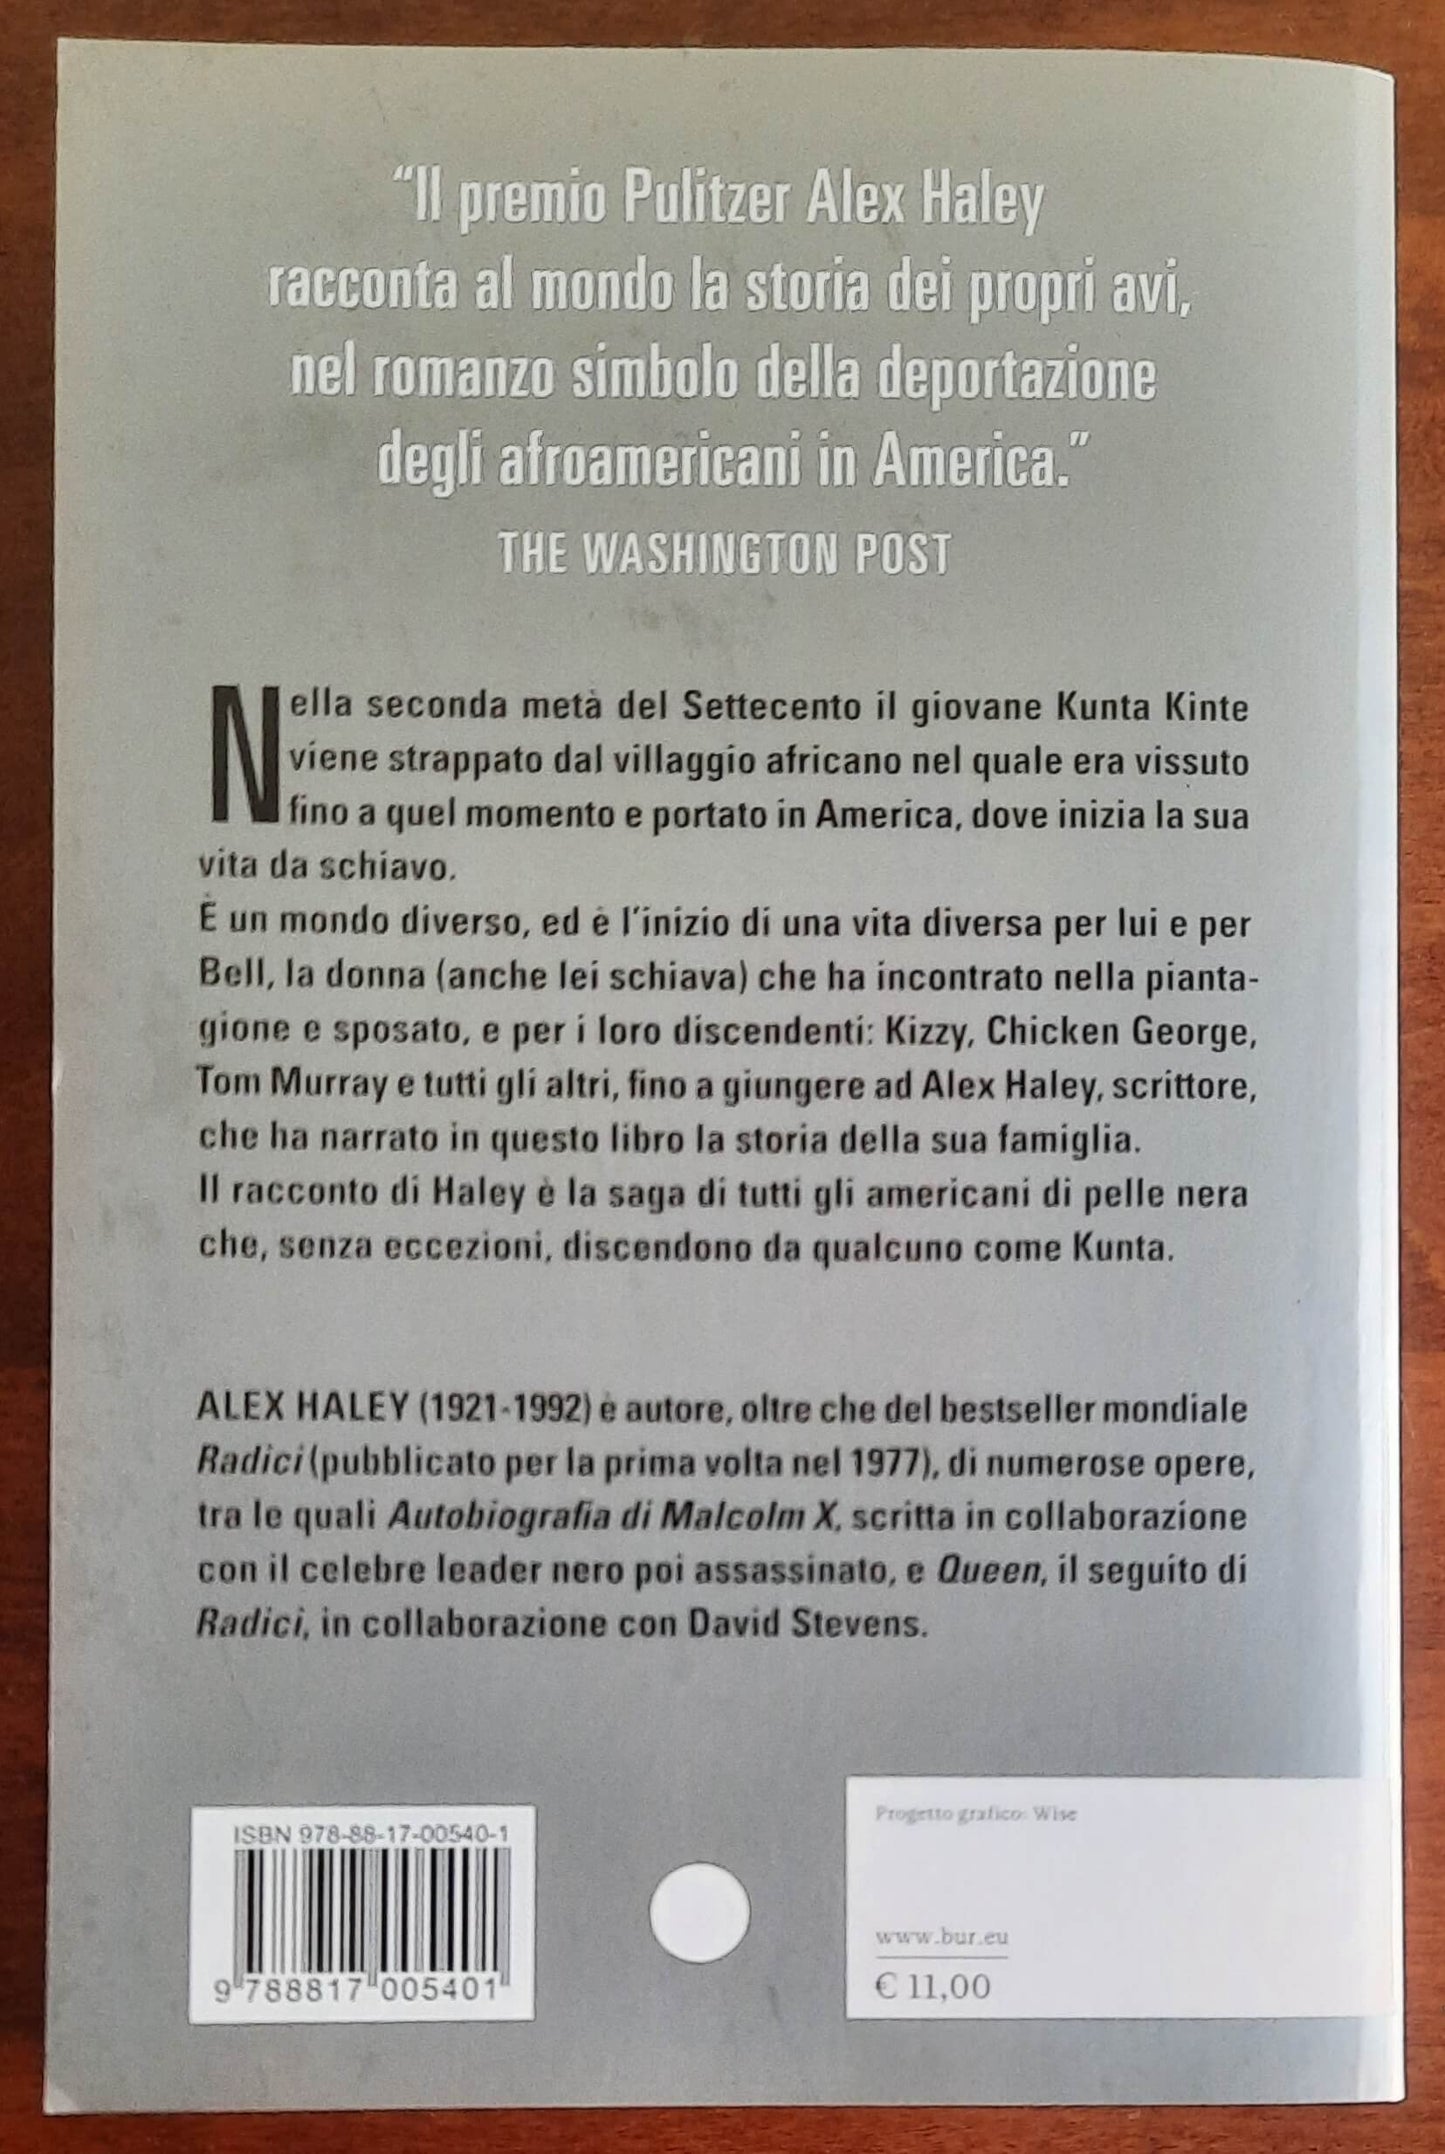 “Il premio Pulitzer Alex Haley
racconta al mondo la storia dei propri avi,
nel romanzo simbolo della deportazione
degli afroamericani in America.”
THE WASHINGTON POST
Nella seconda metà del Settecento il giovane Kunta Kinte
viene strappato dal villaggio africano nel quale era vissuto
fino a quel momento e portato in America, dove inizia la sua
vita da schiavo.
È un mondo diverso, ed è l'inizio di una vita diversa per lui e per
Bell, la donna (anche lei schiava) che ha incontrato nella pianta-
gione e sposato, e per i loro discendenti: Kizzy, Chicken George,
Tom Murray e tutti gli altri, fino a giungere ad Alex Haley, scrittore,
che ha narrato in questo libro la storia della sua famiglia.
Il racconto di Haley è la saga di tutti gli americani di pelle nera
che, senza eccezioni, discendono da qualcuno come Kunta.
ALEX HALEY (1921-1992) è autore, oltre che del bestseller mondiale
Radici (pubblicato per la prima volta nel 1977), di numerose opere,
tra le quali Autobiografia di Malcolm X, scritta in collaborazione
con il celebre leader nero poi assassinato, e Queen, il seguito di
Radici, in collaborazione con David Stevens.
ISBN 978-88-17-00540-1
9 788817 005401
Progetto grafico: Wise
www.bur.eu
€ 11,00